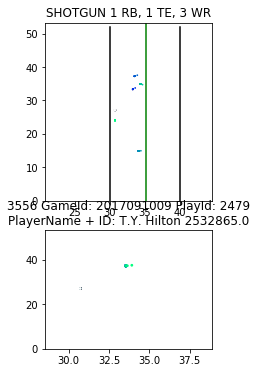 SHOTGUN 1 RB, 1 TE, 3 WR
50
40
30
20
10
0
25 30 35 40
3556 GameId: 2017091009 PlayId: 2479
PlayerName + ID: T.Y. Hilton 2532865.0
40
20
0
30.0 32.5 35.0 37.5